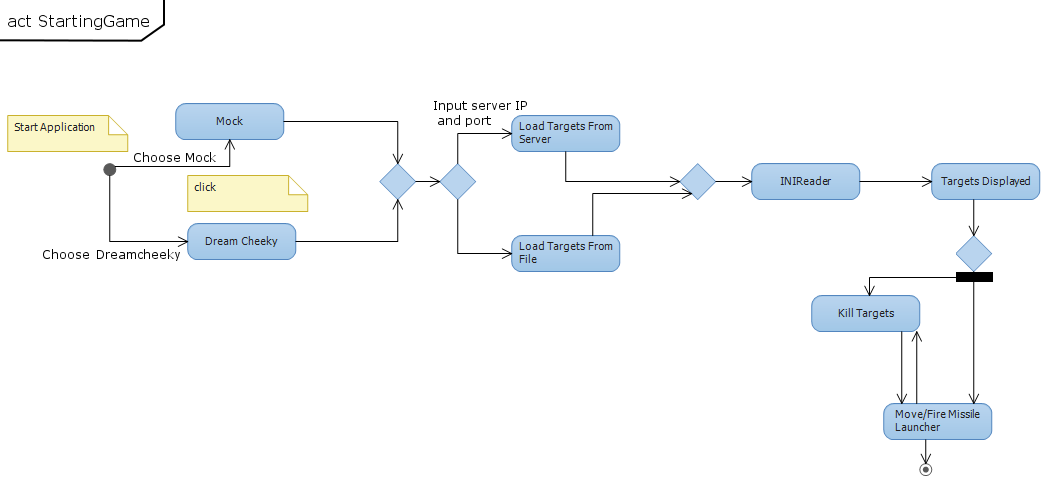 act StartingGame
Input server IP
and port
Start Application
Mock
Load Targets From
Server
Choose Mock
click
INIReader
Targets Displayed
Dream Cheeky
Choose Dreamcheeky
Load Targets From
File
Kill Targets
Move/Fire Missile
Launcher